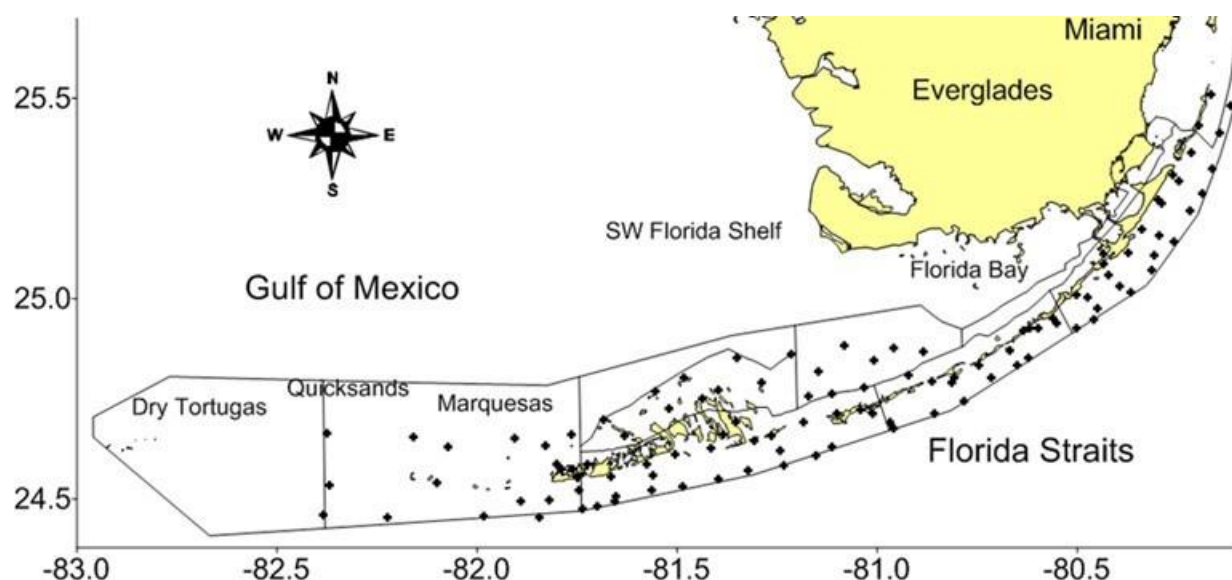 Miami
Everglades
25.5
N
W E
S
SW Florida Shelf
Florida Bay
Gulf of Mexico
25.0
Quicksands
Dry Tortugas
Marquesas
Florida Straits
24.5
-83.0 -82.5 -82.0 -81.5 -81.0 -80.5